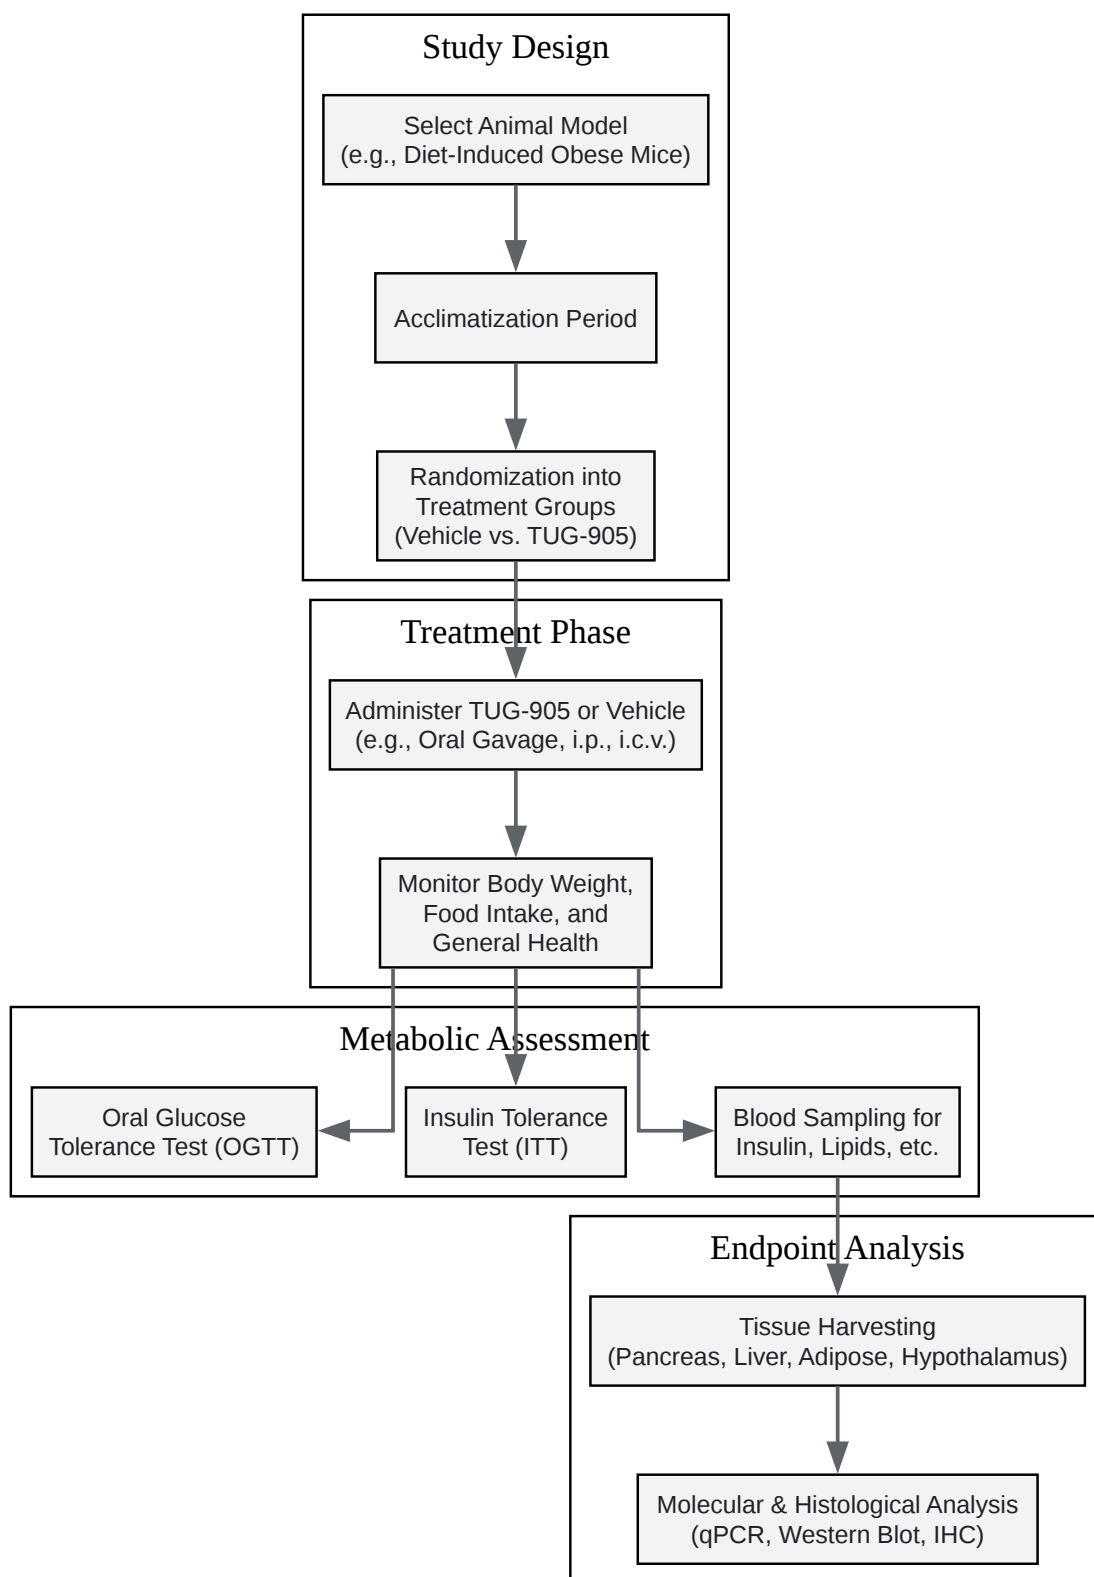 Study Design
Select Animal Model
(e.g., Diet-Induced Obese Mice)
Acclimatization Period
Randomization into
Treatment Groups
(Vehicle vs. TUG-905)
Treatment Phase
Administer TUG-905 or Vehicle
(e.g., Oral Gavage, i.p., i.c.v.)
Monitor Body Weight,
Food Intake, and
General Health
Metabolic Assessment
Oral Glucose
Tolerance Test (OGTT)
Insulin Tolerance
Test (ITT)
Blood Sampling for
Insulin, Lipids, etc.
Endpoint Analysis
Tissue Harvesting
(Pancreas, Liver, Adipose, Hypothalamus)
Molecular & Histological Analysis
(qPCR, Western Blot, IHC)